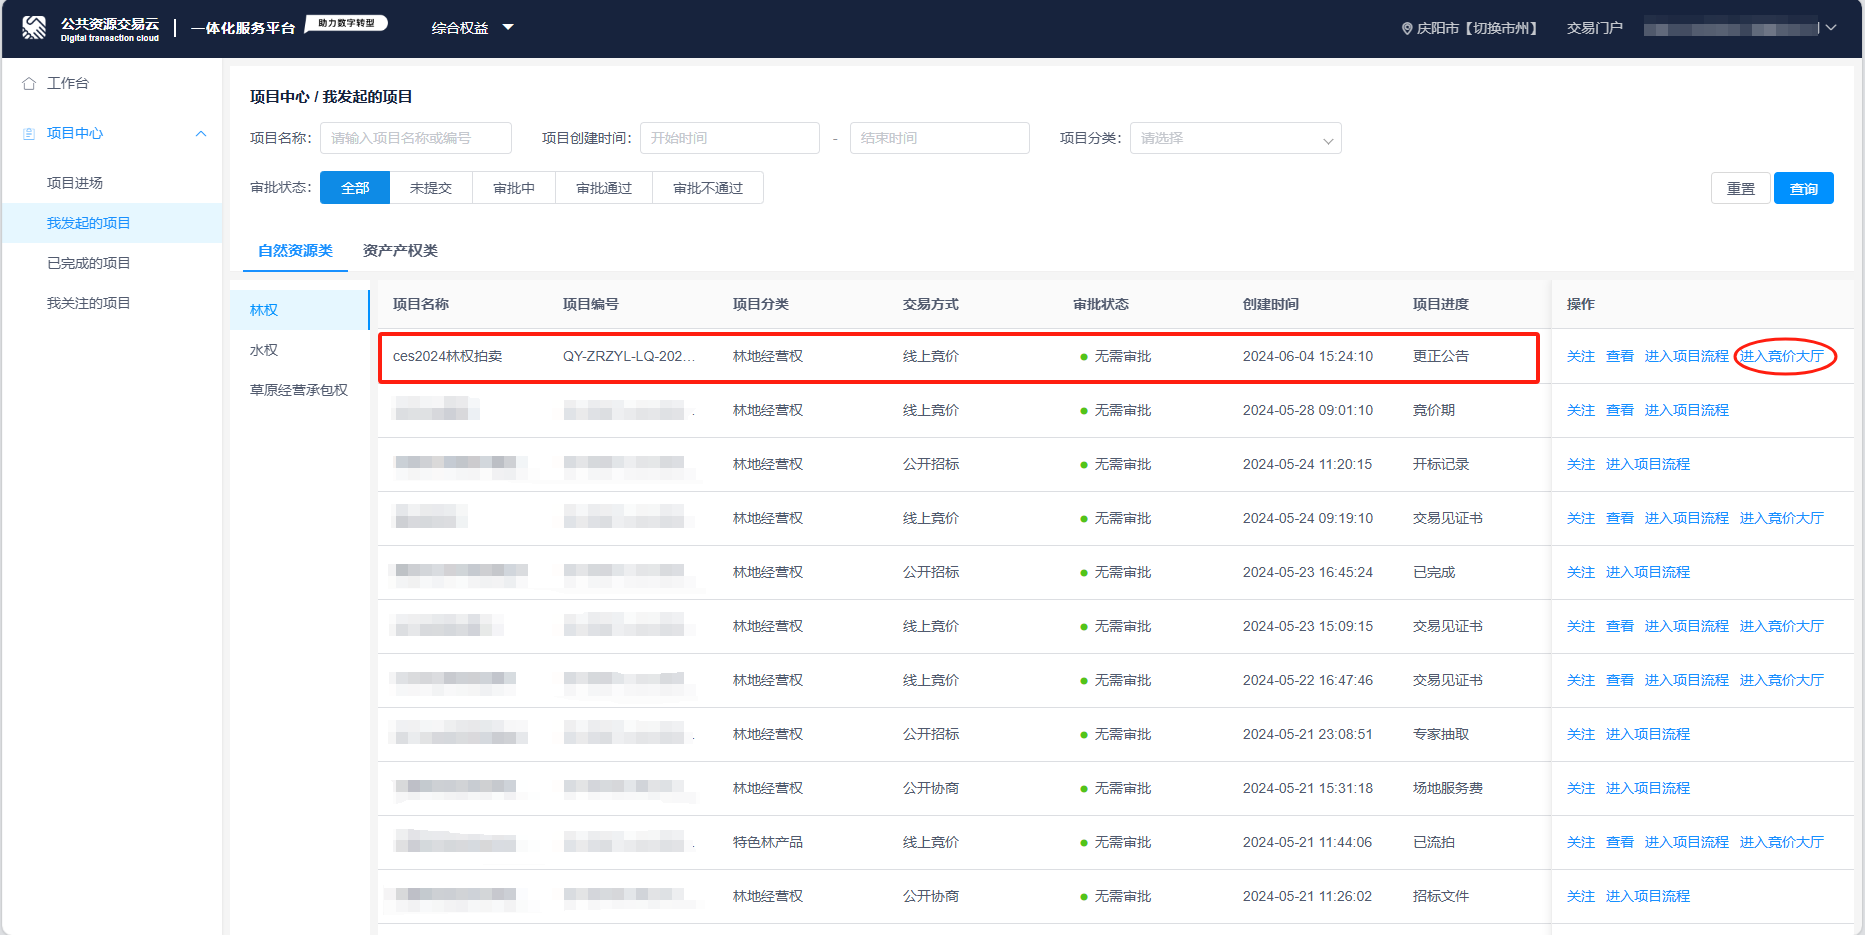 公共资源交易云 一体化服务平台 助力数字转型 综合权益 庆阳市【切换市州】 交易门户
Digital transaction cloud
工作台
项目中心
项目进场
我发起的项目
已完成的项目
我关注的项目
项目中心 / 我发起的项目
项目名称: 请输入项目名称或编号 项目创建时间: 开始时间 - 结束时间 项目分类: 请选择
审批状态: 全部 未提交 审批中 审批通过 审批不通过 重置 查询
自然资源类 资产产权类
林权
水权
草原经营承包权
项目名称 项目编号 项目分类 交易方式 审批状态 创建时间 项目进度 操作
ces2024林权拍卖 QY-ZRZYL-LQ-202... 林地经营权 线上竞价 无需审批 2024-06-04 15:24:10 更正公告 关注 查看 进入项目流程 进入竞价大厅
林地经营权 线上竞价 无需审批 2024-05-28 09:01:10 竞价期 关注 查看 进入项目流程
林地经营权 公开招标 无需审批 2024-05-24 11:20:15 开标记录 关注 进入项目流程
林地经营权 线上竞价 无需审批 2024-05-24 09:19:10 交易见证书 关注 查看 进入项目流程 进入竞价大厅
林地经营权 公开招标 无需审批 2024-05-23 16:45:24 已完成 关注 进入项目流程
林地经营权 线上竞价 无需审批 2024-05-23 15:09:15 交易见证书 关注 查看 进入项目流程 进入竞价大厅
林地经营权 线上竞价 无需审批 2024-05-22 16:47:46 交易见证书 关注 查看 进入项目流程 进入竞价大厅
林地经营权 公开招标 无需审批 2024-05-21 23:08:51 专家抽取 关注 进入项目流程
林地经营权 公开协商 无需审批 2024-05-21 15:31:18 场地服务费 关注 进入项目流程
特色林产品 线上竞价 无需审批 2024-05-21 11:44:06 已流拍 关注 查看 进入项目流程 进入竞价大厅
林地经营权 公开协商 无需审批 2024-05-21 11:26:02 招标文件 关注 进入项目流程